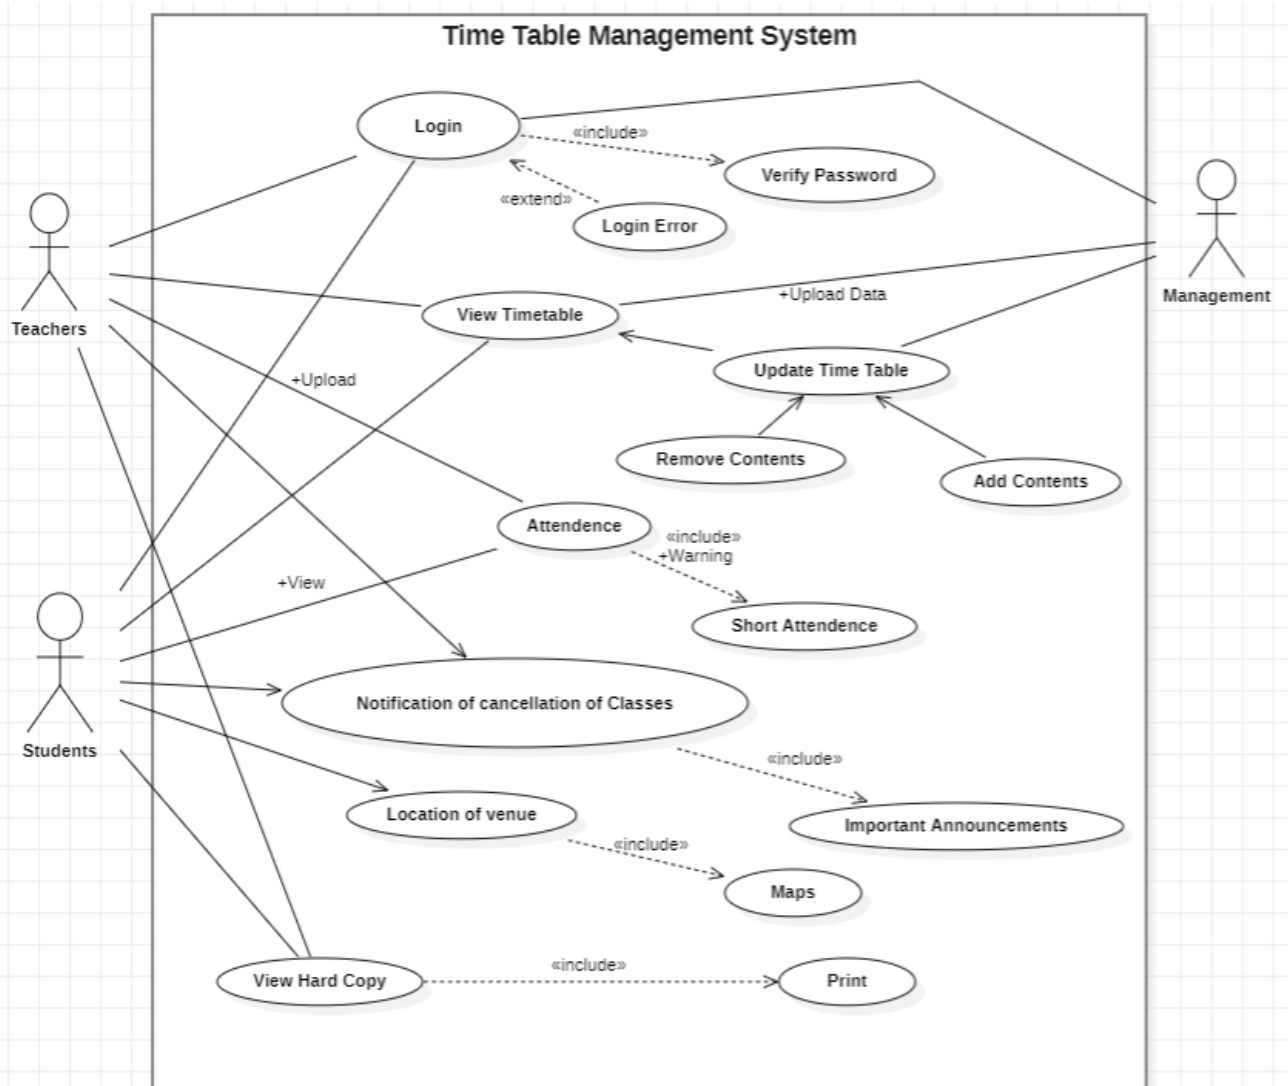 Time Table Management System
Login
«include»
Verify Password
«extend»
Login Error
Management
+Upload Data
View Timetable
Teachers
Update Time Table
+Upload
Remove Contents
Add Contents
Attendence
«include»
+Warning
+View
Short Attendence
Notification of cancellation of Classes
Students
«include»
Location of venue
Important Announcements
«include»
Maps
«include»
View Hard Copy
Print